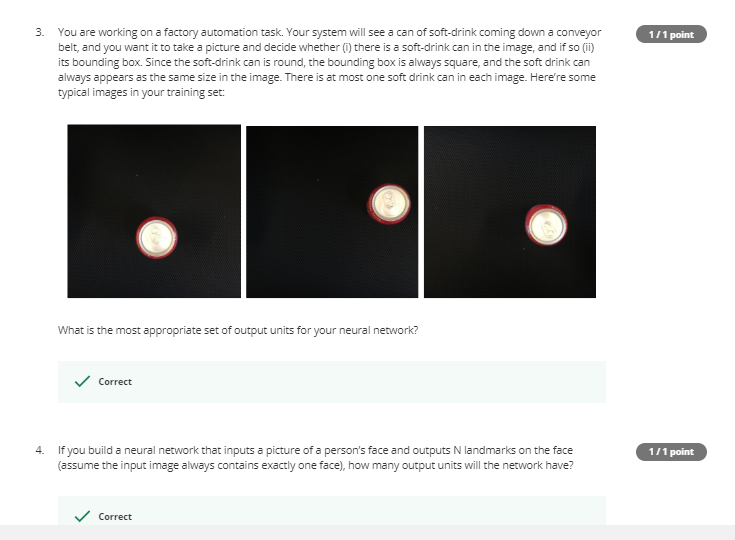 3. You are working on a factory automation task. Your system will see a can of soft-drink coming down a conveyor
1 / 1 point
belt, and you want it to take a picture and decide whether (i) there is a soft-drink can in the image, and if so (ii)
its bounding box. Since the soft-drink can is round, the bounding box is always square, and the soft drink can
always appears as the same size in the image. There is at most one soft drink can in each image. Here're some
typical images in your training set:
What is the most appropriate set of output units for your neural network?
Correct
4. If you build a neural network that inputs a picture of a person's face and outputs N landmarks on the face
1 / 1 point
(assume the input image always contains exactly one face), how many output units will the network have?
Correct